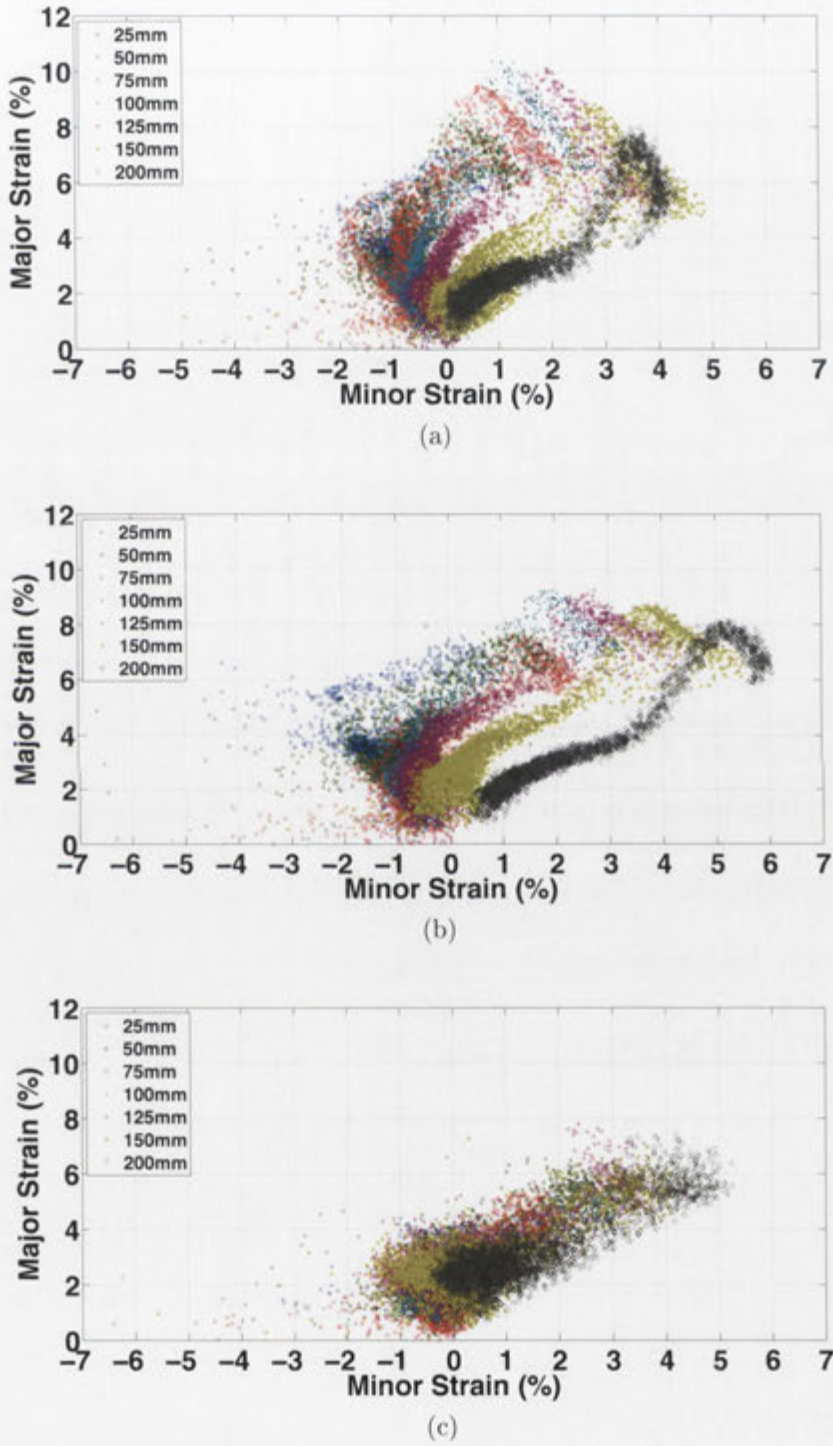 12
10
8
6
4
2
0
Major Strain (%)
25mm
50mm
75mm
100mm
125mm
150mm
200mm
−7 −6 −5 −4 −3 −2 −1 0 1 2 3 4 5 6 7
Minor Strain (%)
(a)
12
10
8
6
4
2
0
Major Strain (%)
25mm
50mm
75mm
100mm
125mm
150mm
200mm
−7 −6 −5 −4 −3 −2 −1 0 1 2 3 4 5 6 7
Minor Strain (%)
(b)
12
10
8
6
4
2
0
Major Strain (%)
25mm
50mm
75mm
100mm
125mm
150mm
200mm
−7 −6 −5 −4 −3 −2 −1 0 1 2 3 4 5 6 7
Minor Strain (%)
(c)